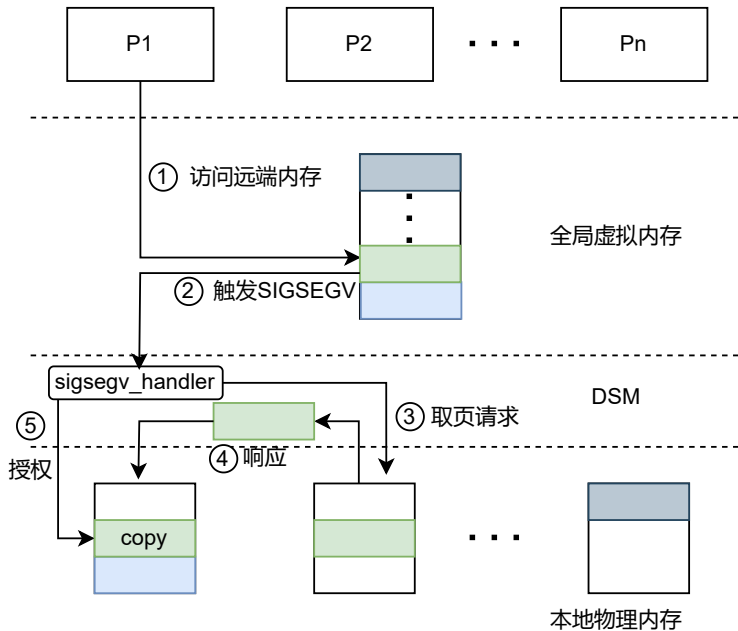 P1
P2
Pn
① 访问远端内存
全局虚拟内存
② 触发SIGSEGV
sigsegv_handler
DSM
③ 取页请求
⑤
④ 响应
授权
copy
本地物理内存